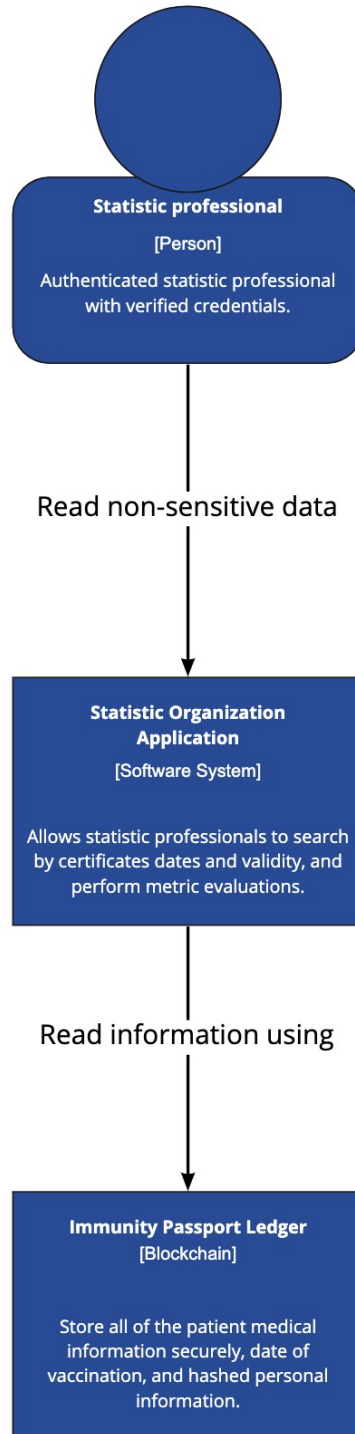 Statistic professional
[Person]
Authenticated statistic professional
with verified credentials.
Read non-sensitive data
Statistic Organization
Application
[Software System]
Allows statistic professionals to search
by certificates dates and validity, and
perform metric evaluations.
Read information using
Immunity Passport Ledger
[Blockchain]
Store all of the patient medical
information securely, date of
vaccination, and hashed personal
information.